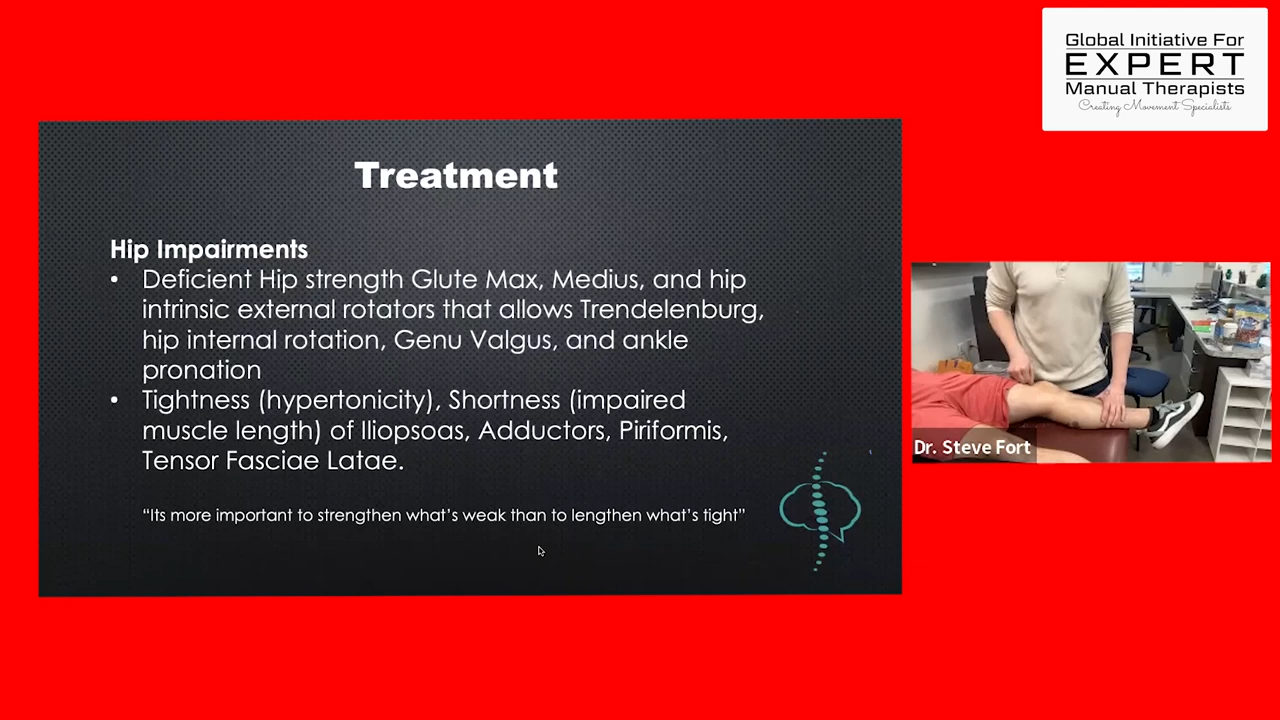 Global Initiative For
EXPERT
Manual Therapists
Creating Movement Specialists
Treatment
Hip Impairments
• Deficient Hip strength Glute Max, Medius, and hip
intrinsic external rotators that allows Trendelenburg,
hip internal rotation, Genu Valgus, and ankle
pronation
• Tightness (hypertonicity), Shortness (impaired
muscle length) of Iliopsoas, Adductors, Piriformis,
Tensor Fasciae Latae.
“Its more important to strengthen what’s weak than to lengthen what’s tight”
Dr. Steve Fort